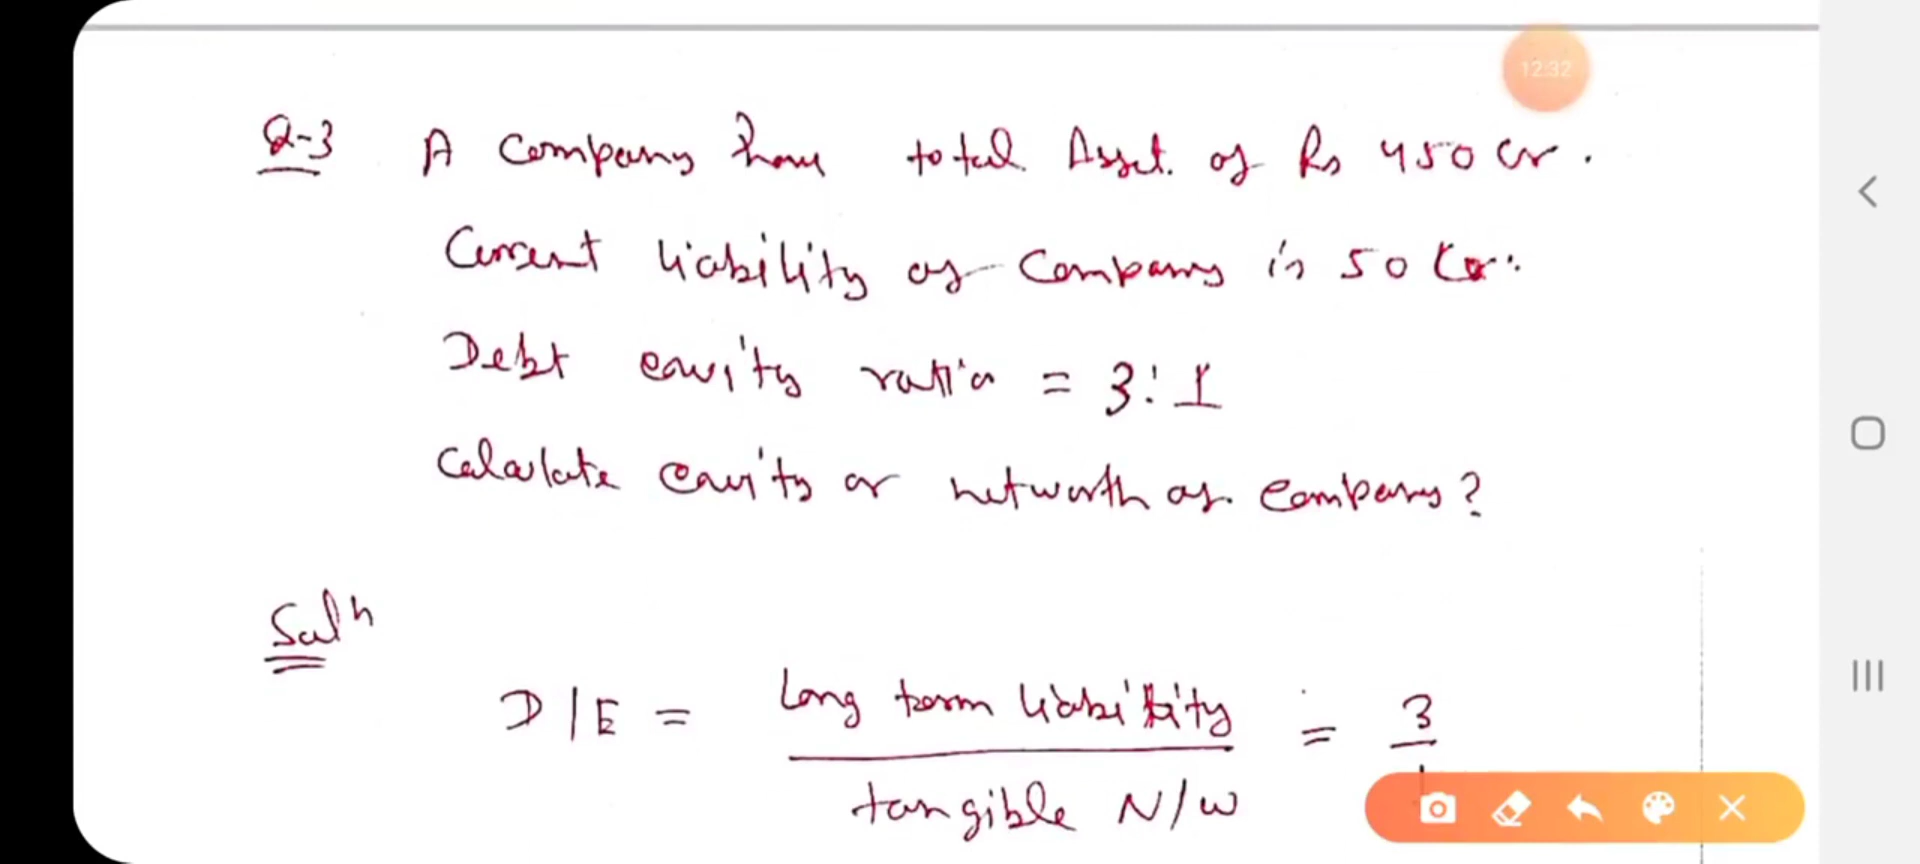 12:32
Q-3 A Company have total Asset. of Rs 450 cr.
Current liability of Company is 50 Cr.
Debt equity ratio = 3:1
Calculate equity or networth of Company?
Soln
D/E = Long term liability / tangible N/W = 3 / 1